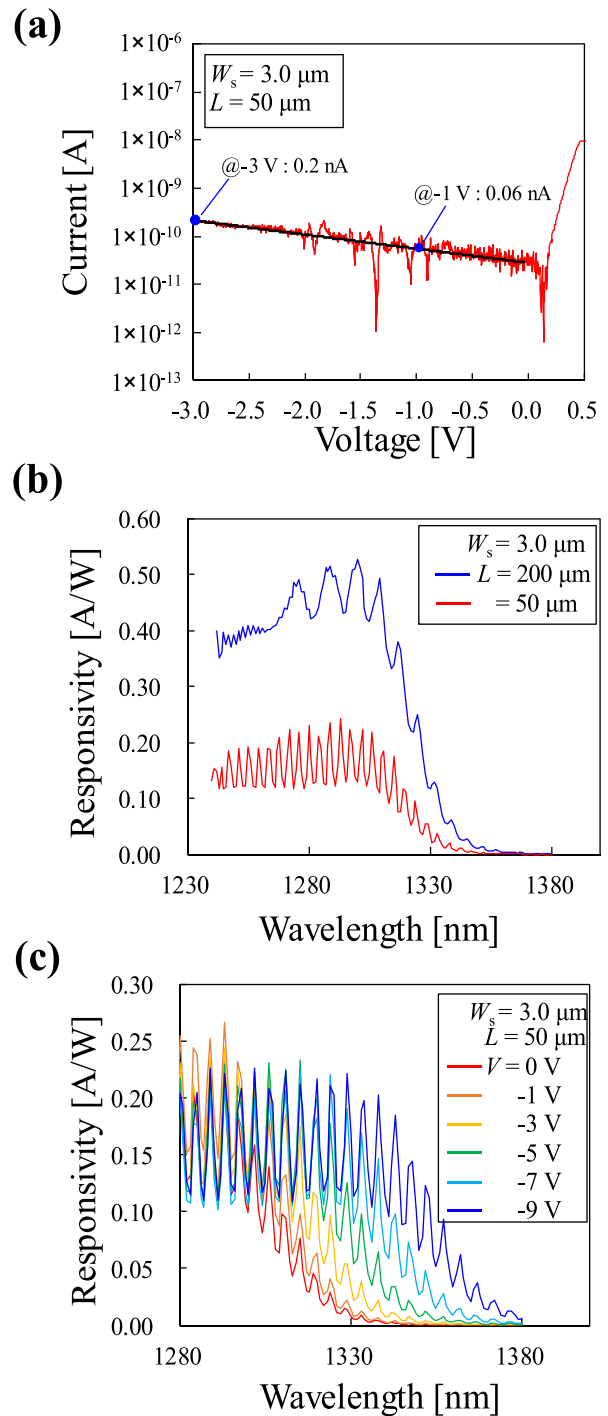 (a)
1×10⁻⁶
1×10⁻⁷
1×10⁻⁸
1×10⁻⁹
1×10⁻¹⁰
1×10⁻¹¹
1×10⁻¹²
1×10⁻¹³
Current [A]
Wₛ = 3.0 μm
L = 50 μm
@-3 V : 0.2 nA
@-1 V : 0.06 nA
-3.0 -2.5 -2.0 -1.5 -1.0 -0.5 0.0 0.5
Voltage [V]
(b)
0.60
0.50
0.40
0.30
0.20
0.10
0.00
Responsivity [A/W]
Wₛ = 3.0 μm
L = 200 μm
= 50 μm
1230 1280 1330 1380
Wavelength [nm]
(c)
0.30
0.25
0.20
0.15
0.10
0.05
0.00
Responsivity [A/W]
Wₛ = 3.0 μm
L = 50 μm
V = 0 V
-1 V
-3 V
-5 V
-7 V
-9 V
1280 1330 1380
Wavelength [nm]